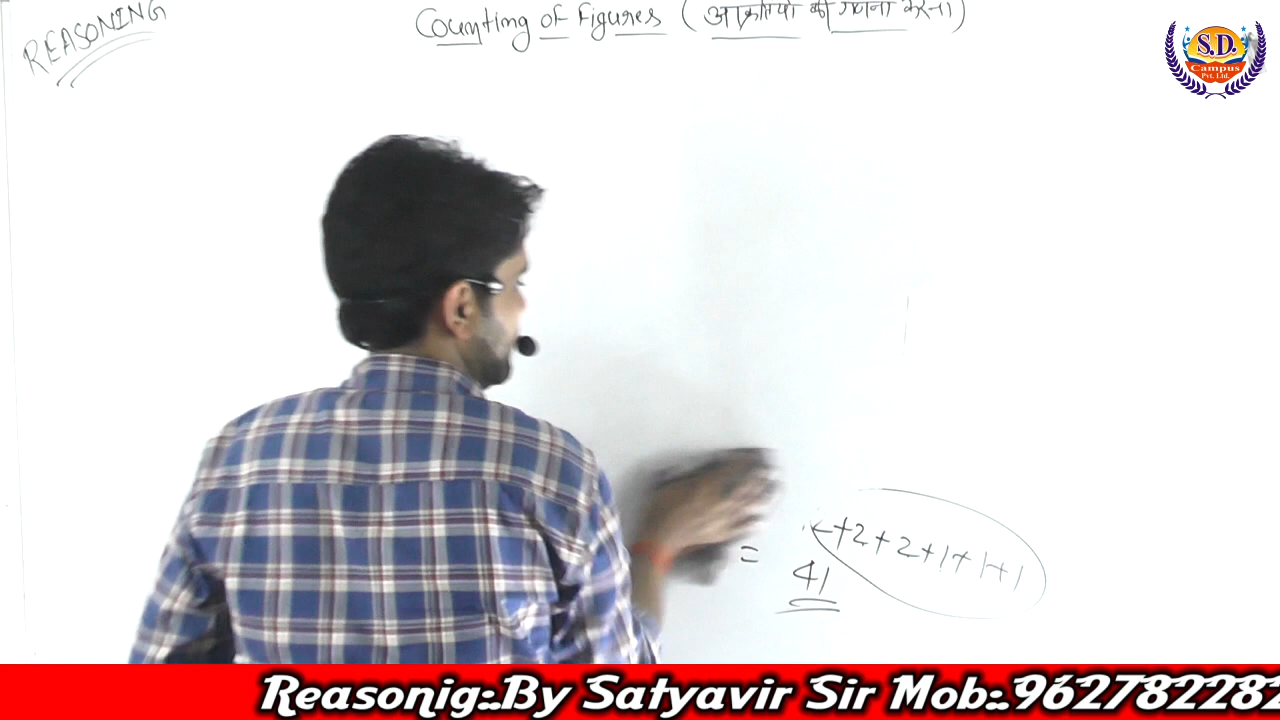 REASONING
Counting of figures (आकृतियों की गणना करना)
S.D.
Campus
Pvt. Ltd.
+2+2+1+1+1
= 41
Reasonig:.By Satyavir Sir Mob:.962782282